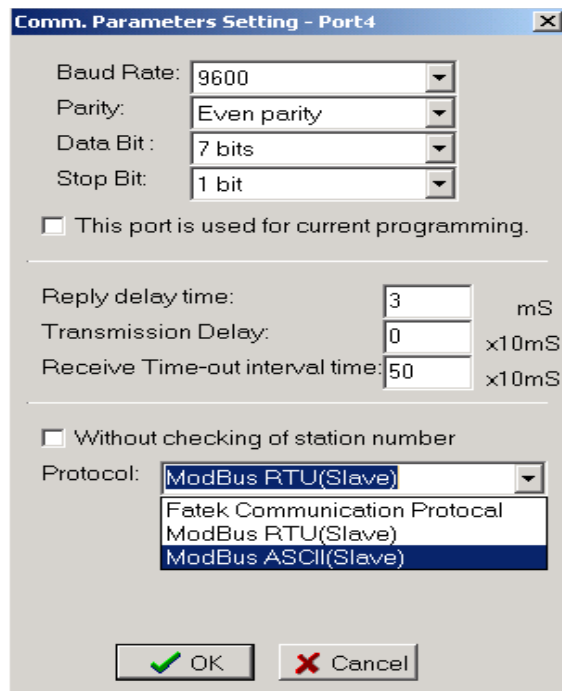 Comm. Parameters Setting - Port4
Baud Rate: 9600
Parity: Even parity
Data Bit : 7 bits
Stop Bit: 1 bit
This port is used for current programming.
Reply delay time: 3 mS
Transmission Delay: 0 x10mS
Receive Time-out interval time: 50 x10mS
Without checking of station number
Protocol: ModBus RTU(Slave)
Fatek Communication Protocal
ModBus RTU(Slave)
ModBus ASCII(Slave)
OK Cancel